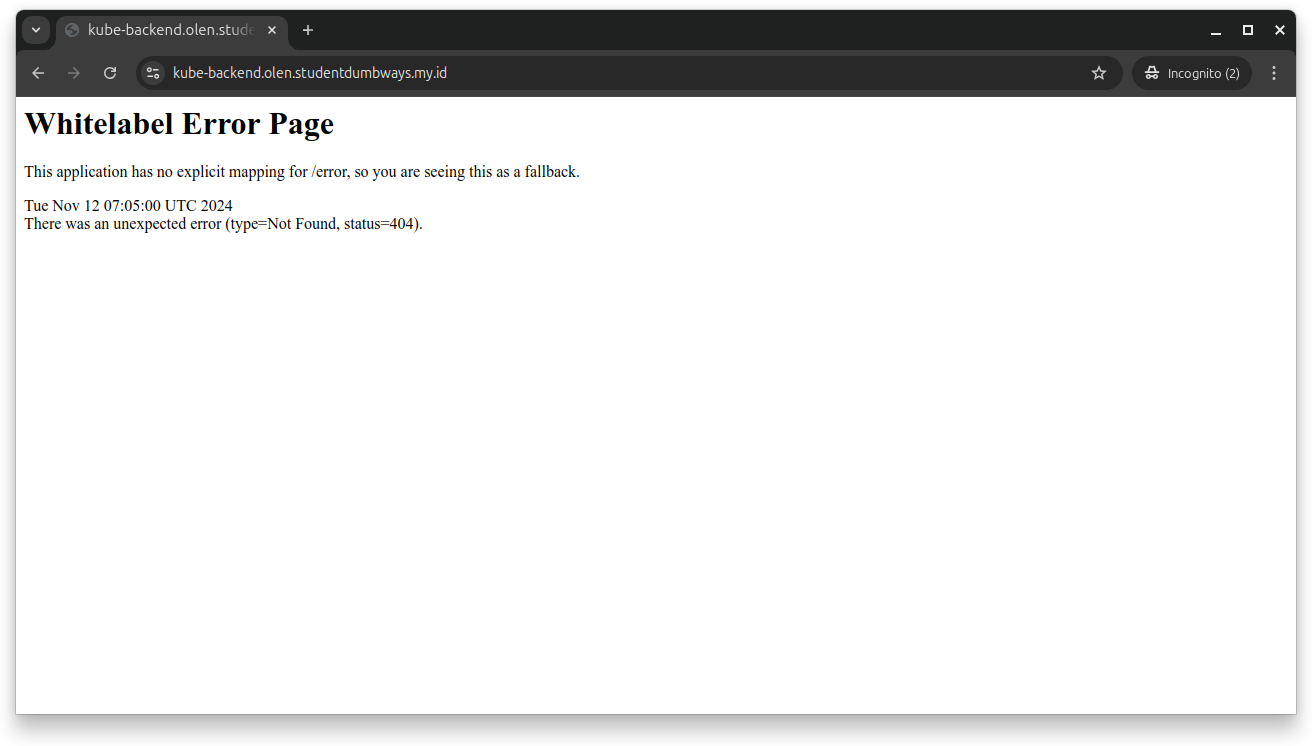 kube-backend.olen.stude
kube-backend.olen.studentdumbways.my.id
Incognito (2)
Whitelabel Error Page
This application has no explicit mapping for /error, so you are seeing this as a fallback.
Tue Nov 12 07:05:00 UTC 2024
There was an unexpected error (type=Not Found, status=404).